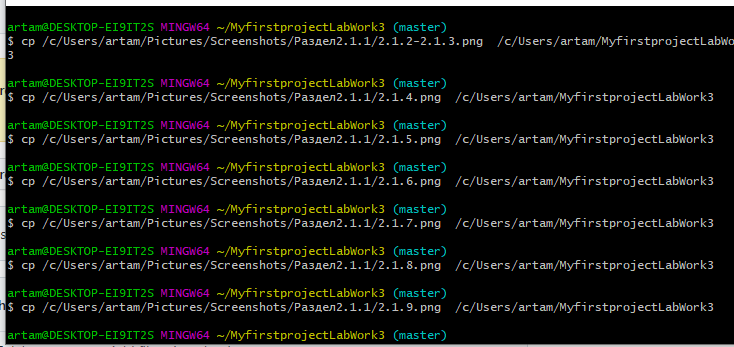 artam@DESKTOP-EI9IT2S MINGW64 ~/MyfirstprojectLabWork3 (master)
$ cp /c/Users/artam/Pictures/Screenshots/Раздел2.1.1/2.1.2-2.1.3.png  /c/Users/artam/MyfirstprojectLabWo
3
artam@DESKTOP-EI9IT2S MINGW64 ~/MyfirstprojectLabWork3 (master)
$ cp /c/Users/artam/Pictures/Screenshots/Раздел2.1.1/2.1.4.png  /c/Users/artam/MyfirstprojectLabWork3
artam@DESKTOP-EI9IT2S MINGW64 ~/MyfirstprojectLabWork3 (master)
$ cp /c/Users/artam/Pictures/Screenshots/Раздел2.1.1/2.1.5.png  /c/Users/artam/MyfirstprojectLabWork3
artam@DESKTOP-EI9IT2S MINGW64 ~/MyfirstprojectLabWork3 (master)
$ cp /c/Users/artam/Pictures/Screenshots/Раздел2.1.1/2.1.6.png  /c/Users/artam/MyfirstprojectLabWork3
artam@DESKTOP-EI9IT2S MINGW64 ~/MyfirstprojectLabWork3 (master)
$ cp /c/Users/artam/Pictures/Screenshots/Раздел2.1.1/2.1.7.png  /c/Users/artam/MyfirstprojectLabWork3
artam@DESKTOP-EI9IT2S MINGW64 ~/MyfirstprojectLabWork3 (master)
$ cp /c/Users/artam/Pictures/Screenshots/Раздел2.1.1/2.1.8.png  /c/Users/artam/MyfirstprojectLabWork3
artam@DESKTOP-EI9IT2S MINGW64 ~/MyfirstprojectLabWork3 (master)
$ cp /c/Users/artam/Pictures/Screenshots/Раздел2.1.1/2.1.9.png  /c/Users/artam/MyfirstprojectLabWork3
artam@DESKTOP-EI9IT2S MINGW64 ~/MyfirstprojectLabWork3 (master)